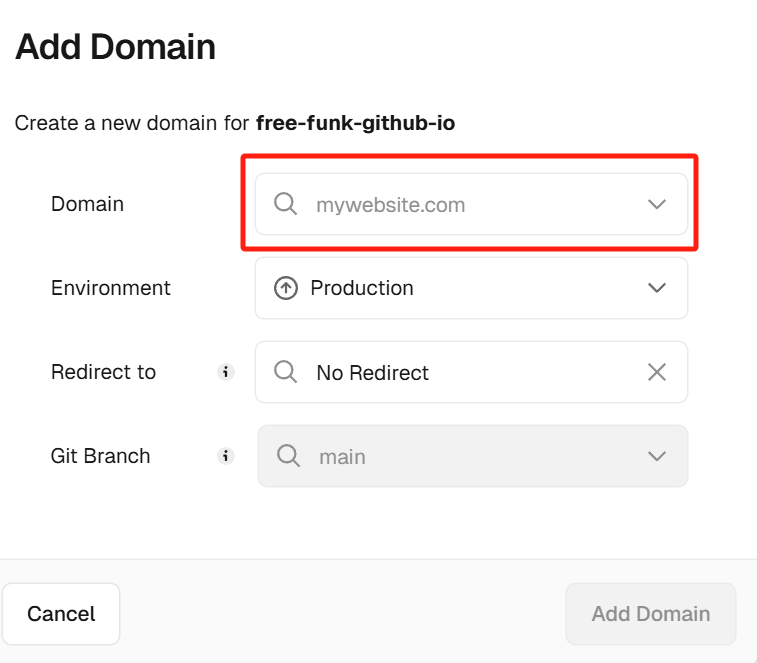 Add Domain
Create a new domain for free-funk-github-io
Domain mywebsite.com
Environment Production
Redirect to i No Redirect
Git Branch i main
Cancel Add Domain